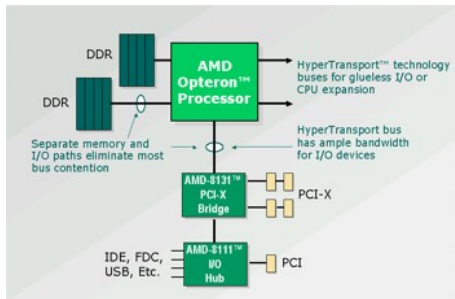 DDR
DDR
AMD
Opteron™
Processor
HyperTransport™ technology
buses for glueless I/O or
CPU expansion
Separate memory and
I/O paths eliminate most
bus contention
HyperTransport bus
has ample bandwidth
for I/O devices
AMD-8131™
PCI-X
Bridge
PCI-X
AMD-8111™
I/O
Hub
IDE, FDC,
USB, Etc.
PCI